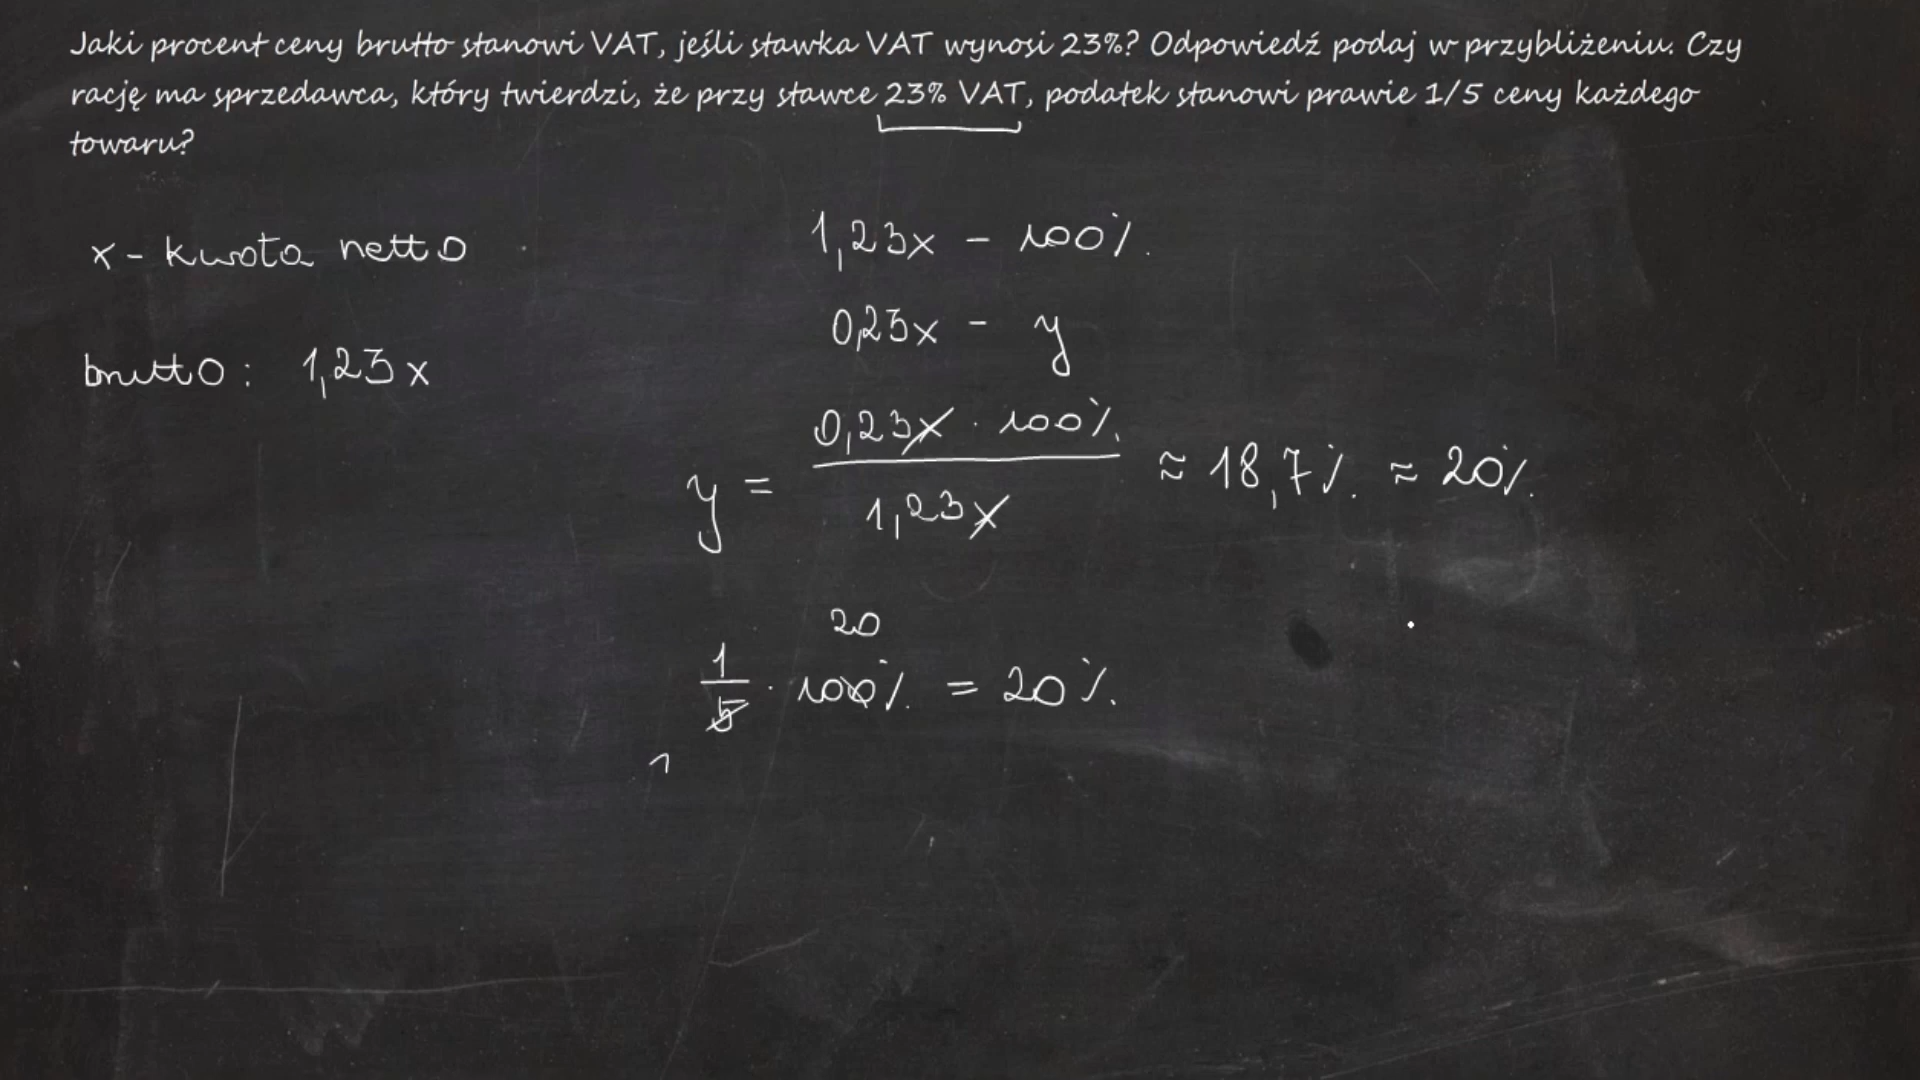 Jaki procent ceny brutto stanowi VAT, jeśli stawka VAT wynosi 23%? Odpowiedź podaj w przybliżeniu. Czy
rację ma sprzedawca, który twierdzi, że przy stawce 23% VAT, podatek stanowi prawie 1/5 ceny każdego
towaru?
x - kwota netto
brutto: 1,23x
1,23x - 100%
0,23x - y
y = 0,23x · 100% / 1,23x ≈ 18,7% ≈ 20%
20
1/5 · 100% = 20%
1